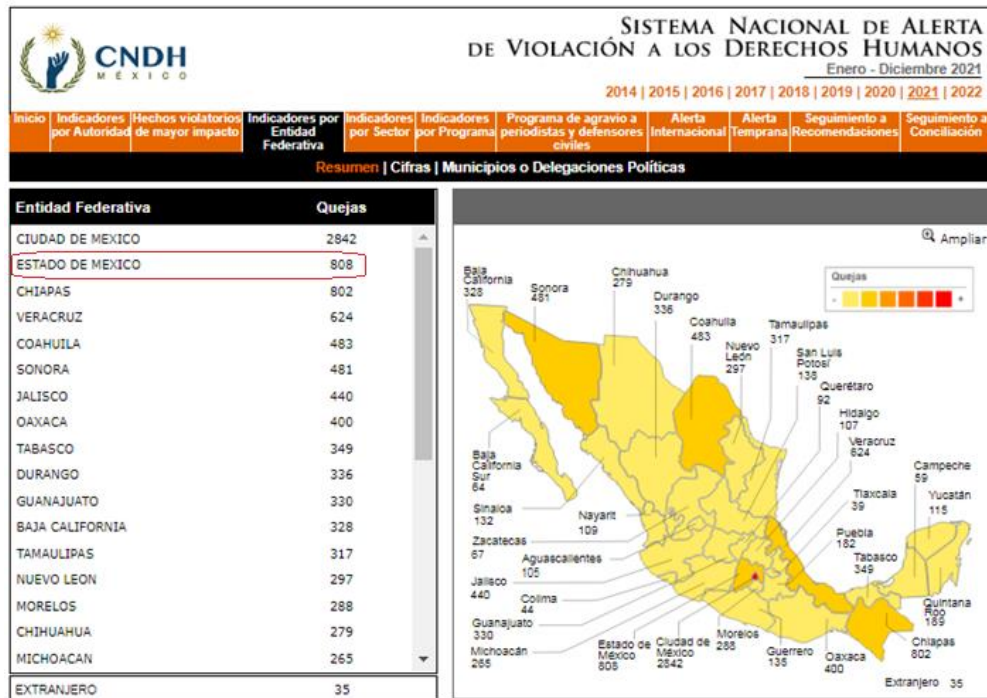 CNDH
MÉXICO
SISTEMA NACIONAL DE ALERTA
DE VIOLACIÓN A LOS DERECHOS HUMANOS
Enero - Diciembre 2021
2014 | 2015 | 2016 | 2017 | 2018 | 2019 | 2020 | 2021 | 2022
Inicio
Indicadores por Autoridad
Hechos violatorios de mayor impacto
Indicadores por Entidad Federativa
Indicadores por Sector
Indicadores por Programa
Programa de agravio a periodistas y defensores civiles
Alerta Internacional
Alerta Temprana
Seguimiento a Recomendaciones
Seguimiento a Conciliación
Resumen | Cifras | Municipios o Delegaciones Políticas
Entidad Federativa Quejas
CIUDAD DE MEXICO 2842
ESTADO DE MEXICO 808
CHIAPAS 802
VERACRUZ 624
COAHUILA 483
SONORA 481
JALISCO 440
OAXACA 400
TABASCO 349
DURANGO 336
GUANAJUATO 330
BAJA CALIFORNIA 328
TAMAULIPAS 317
NUEVO LEON 297
MORELOS 288
CHIHUAHUA 279
MICHOACAN 265
EXTRANJERO 35
Ampliar
Quejas
- +
Baja
California
328
Sonora
481
Chihuahua
279
Durango
336
Coahuila
483
Nuevo
León
297
Tamaulipas
317
San Luis
Potosí
138
Querétaro
92
Hidalgo
107
Veracruz
624
Tlaxcala
39
Puebla
182
Tabasco
349
Campeche
59
Yucatán
115
Baja
California
Sur
64
Sinaloa
132
Nayarit
109
Zacatecas
67
Aguascalientes
105
Jalisco
440
Colima
44
Guanajuato
330
Michoacán
265
Estado de
México
808
Ciudad de
México
2842
Morelos
288
Guerrero
135
Oaxaca
400
Quintana
Roo
189
Chiapas
802
Extranjero 35